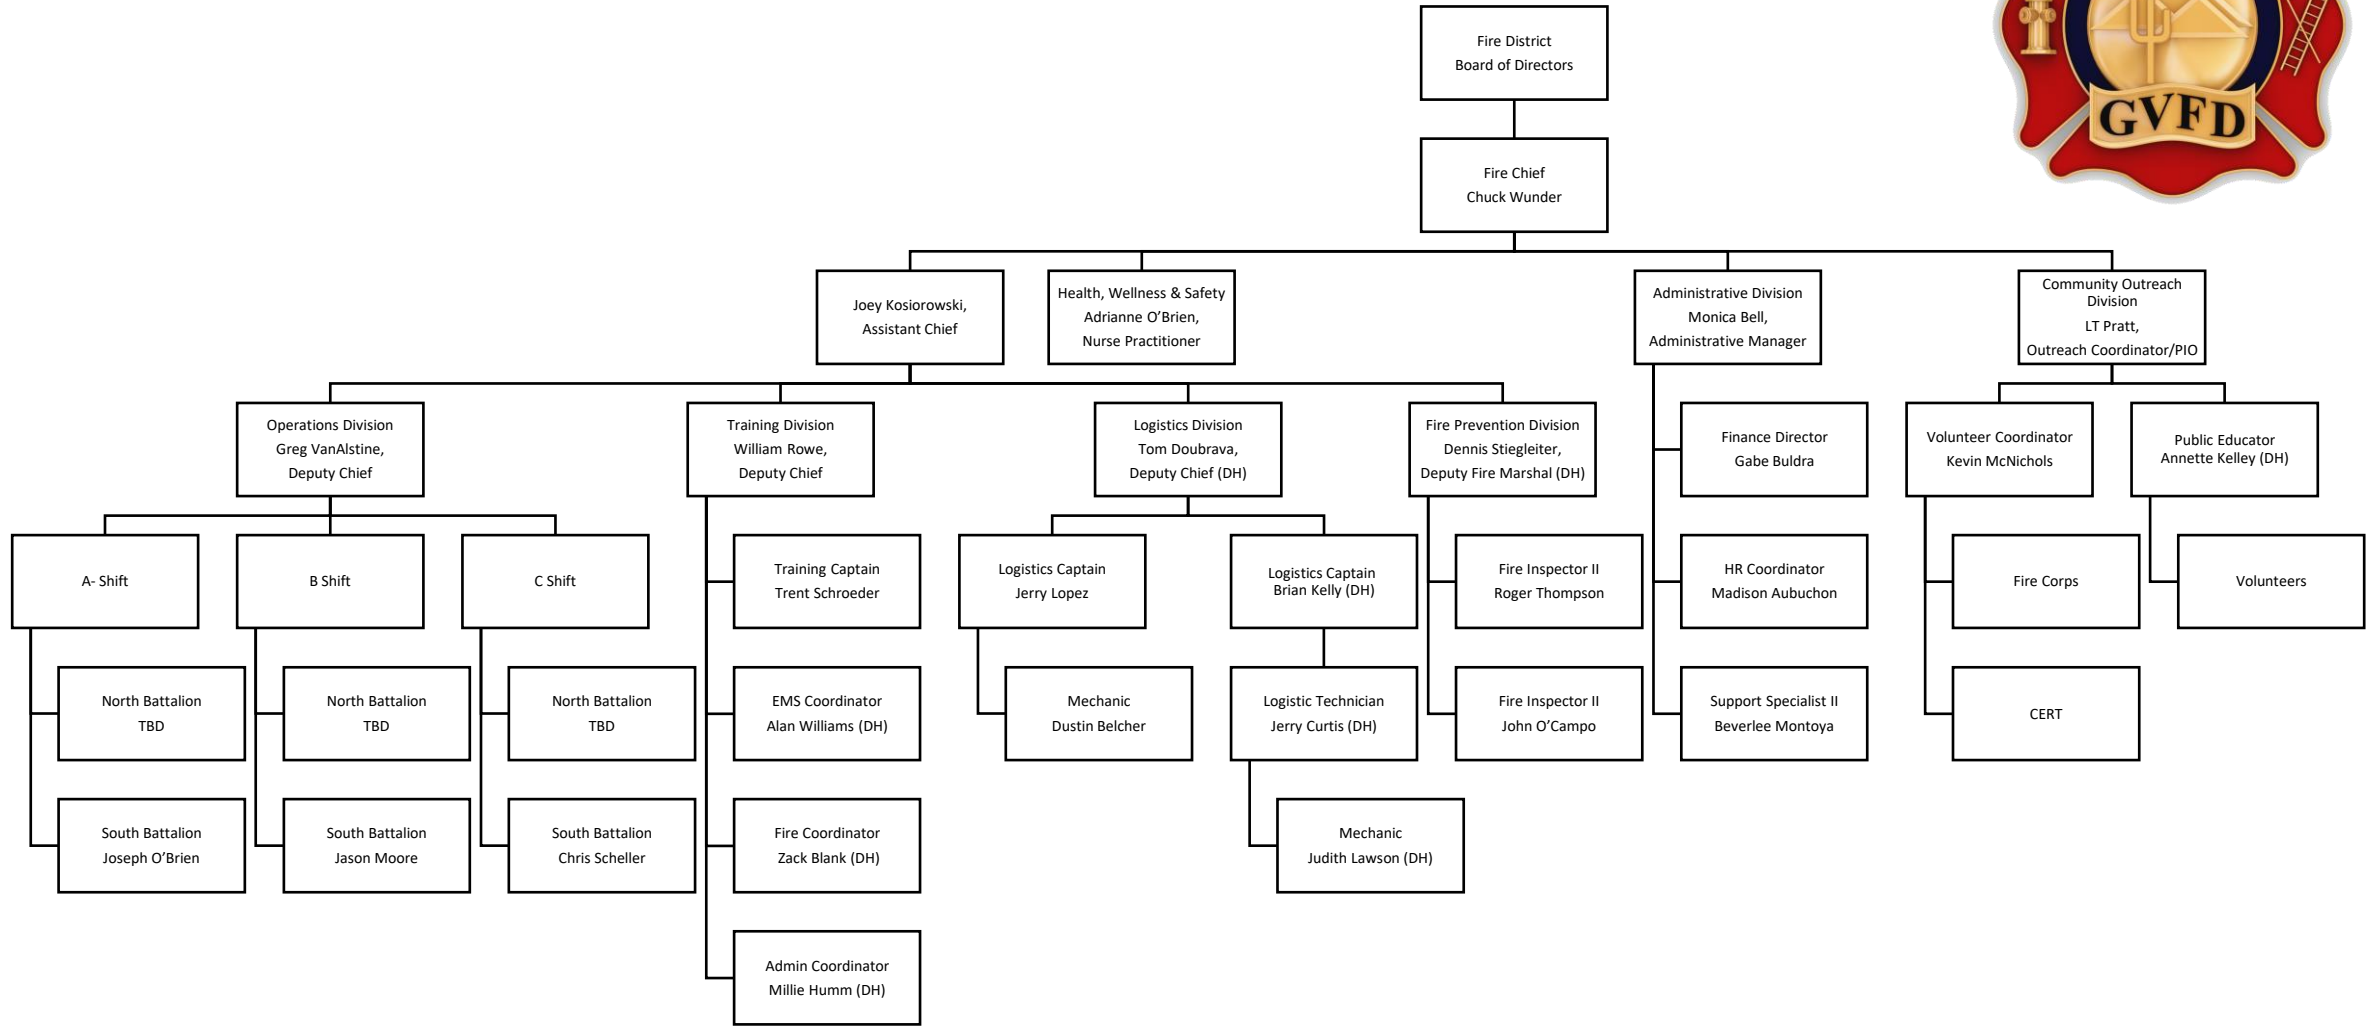 GVFD
Fire District
Board of Directors
Fire Chief
Chuck Wunder
Joey Kosiorowski,
Assistant Chief
Health, Wellness & Safety
Adrianne O’Brien,
Nurse Practitioner
Administrative Division
Monica Bell,
Administrative Manager
Community Outreach
Division
LT Pratt,
Outreach Coordinator/PIO
Operations Division
Greg VanAlstine,
Deputy Chief
Training Division
William Rowe,
Deputy Chief
Logistics Division
Tom Doubrava,
Deputy Chief (DH)
Fire Prevention Division
Dennis Stiegleiter,
Deputy Fire Marshal (DH)
Finance Director
Gabe Buldra
Volunteer Coordinator
Kevin McNichols
Public Educator
Annette Kelley (DH)
A- Shift
B Shift
C Shift
Training Captain
Trent Schroeder
Logistics Captain
Jerry Lopez
Logistics Captain
Brian Kelly (DH)
Fire Inspector II
Roger Thompson
HR Coordinator
Madison Aubuchon
Fire Corps
Volunteers
North Battalion
TBD
North Battalion
TBD
North Battalion
TBD
EMS Coordinator
Alan Williams (DH)
Mechanic
Dustin Belcher
Logistic Technician
Jerry Curtis (DH)
Fire Inspector II
John O’Campo
Support Specialist II
Beverlee Montoya
CERT
South Battalion
Joseph O’Brien
South Battalion
Jason Moore
South Battalion
Chris Scheller
Fire Coordinator
Zack Blank (DH)
Mechanic
Judith Lawson (DH)
Admin Coordinator
Millie Humm (DH)